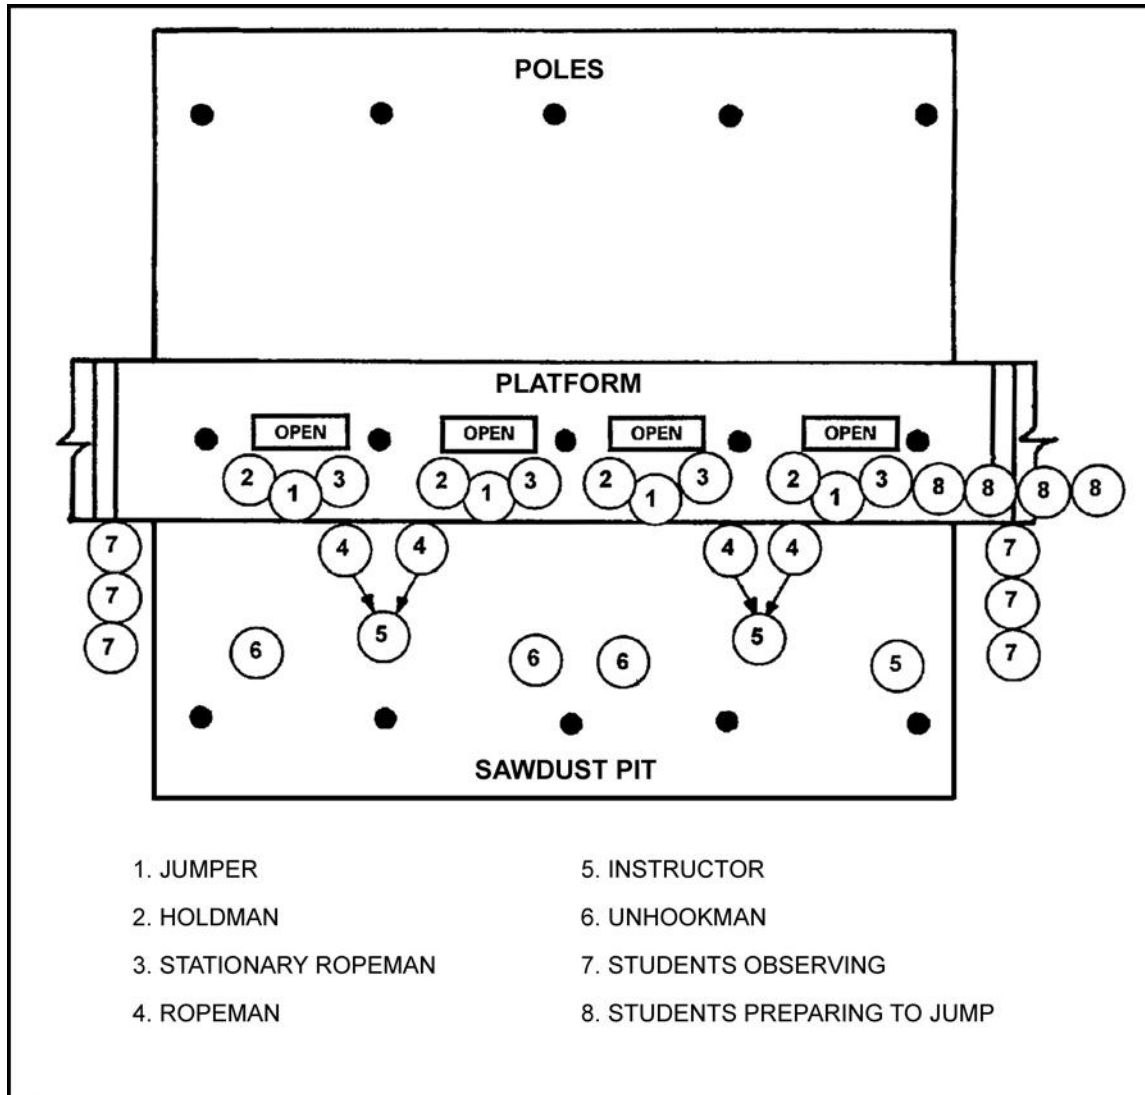 POLES
PLATFORM
OPEN OPEN OPEN OPEN
2 1 3 2 1 3 2 1 3 2 1 3 8 8 8 8
7 4 4 4 4 7
7 7
7 6 5 6 6 5 5 7
SAWDUST PIT
1. JUMPER
2. HOLDMAN
3. STATIONARY ROPEMAN
4. ROPEMAN
5. INSTRUCTOR
6. UNHOOKMAN
7. STUDENTS OBSERVING
8. STUDENTS PREPARING TO JUMP